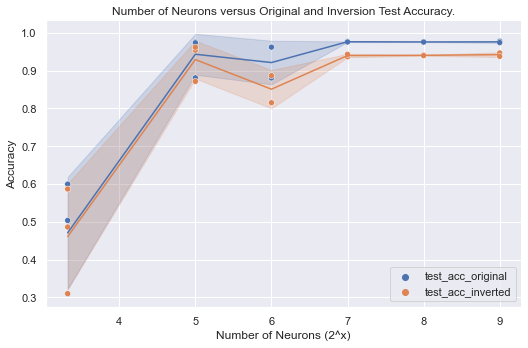 Number of Neurons versus Original and Inversion Test Accuracy.
1.0
0.9
0.8
0.7
0.6
0.5
0.4
0.3
Accuracy
4
5
6
7
8
9
Number of Neurons (2^x)
test_acc_original
test_acc_inverted